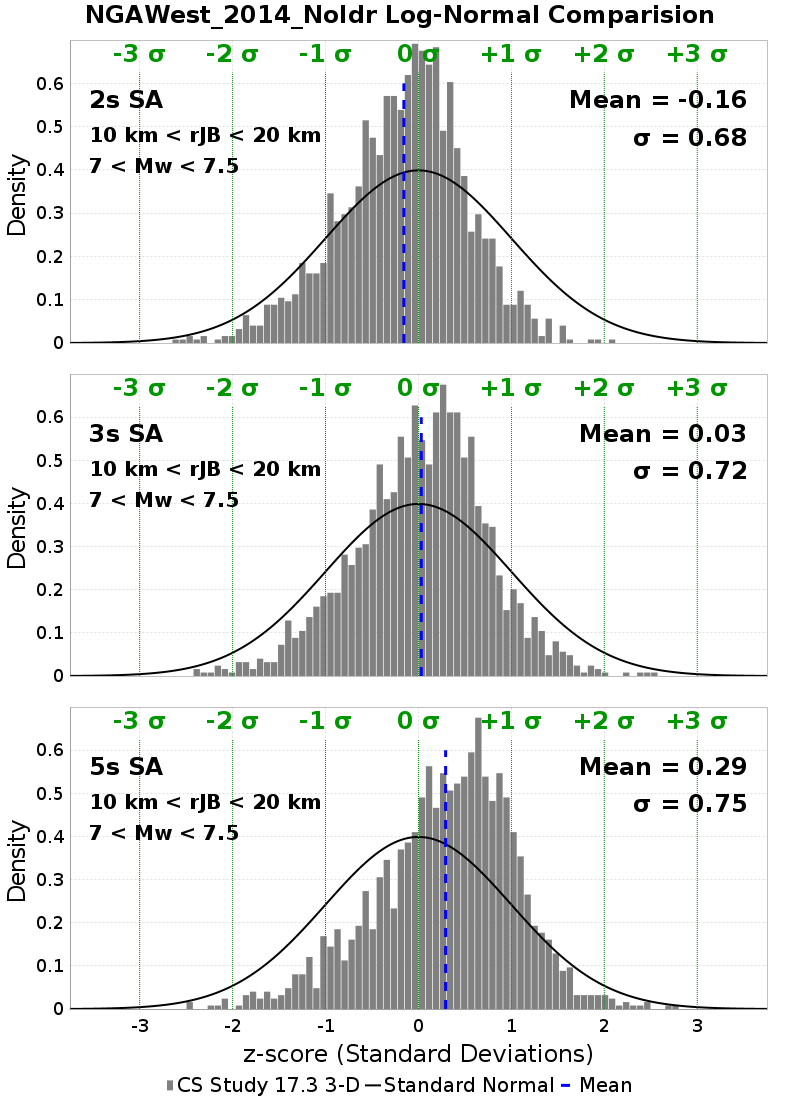 NGAWest_2014_NoIdr Log-Normal Comparision
-3 σ -2 σ -1 σ 0 σ +1 σ +2 σ +3 σ
2s SA Mean = -0.16
10 km < rJB < 20 km σ = 0.68
7 < Mw < 7.5
Density
0.6
0.5
0.4
0.3
0.2
0.1
0
-3 σ -2 σ -1 σ 0 σ +1 σ +2 σ +3 σ
3s SA Mean = 0.03
10 km < rJB < 20 km σ = 0.72
7 < Mw < 7.5
Density
0.6
0.5
0.4
0.3
0.2
0.1
0
-3 σ -2 σ -1 σ 0 σ +1 σ +2 σ +3 σ
5s SA Mean = 0.29
10 km < rJB < 20 km σ = 0.75
7 < Mw < 7.5
Density
0.6
0.5
0.4
0.3
0.2
0.1
0
-3 -2 -1 0 1 2 3
z-score (Standard Deviations)
CS Study 17.3 3-D Standard Normal Mean